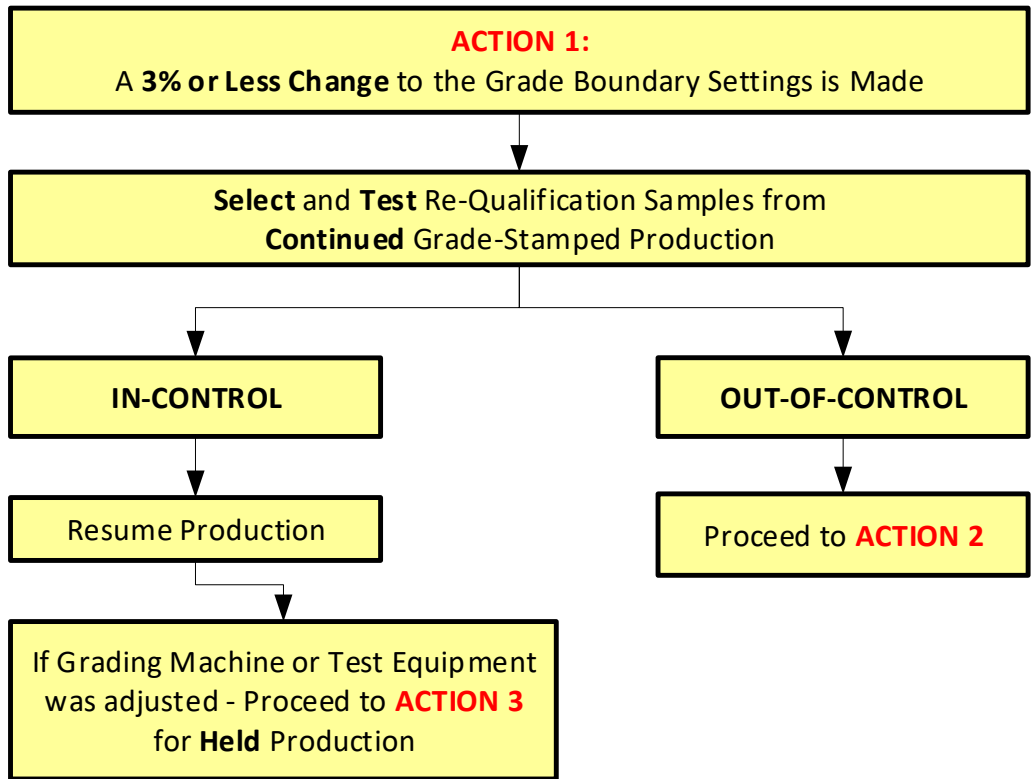 ACTION 1:
A 3% or Less Change to the Grade Boundary Settings is Made
Select and Test Re-Qualification Samples from
Continued Grade-Stamped Production
IN-CONTROL
OUT-OF-CONTROL
Resume Production
Proceed to ACTION 2
If Grading Machine or Test Equipment
was adjusted - Proceed to ACTION 3
for Held Production